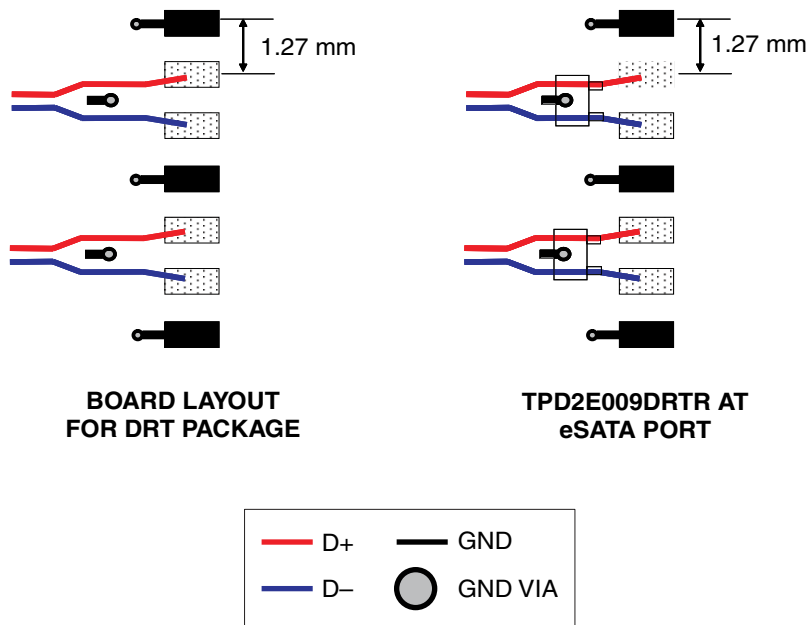 1.27 mm
1.27 mm
BOARD LAYOUT
FOR DRT PACKAGE
TPD2E009DRTR AT
eSATA PORT
D+
GND
D–
GND VIA